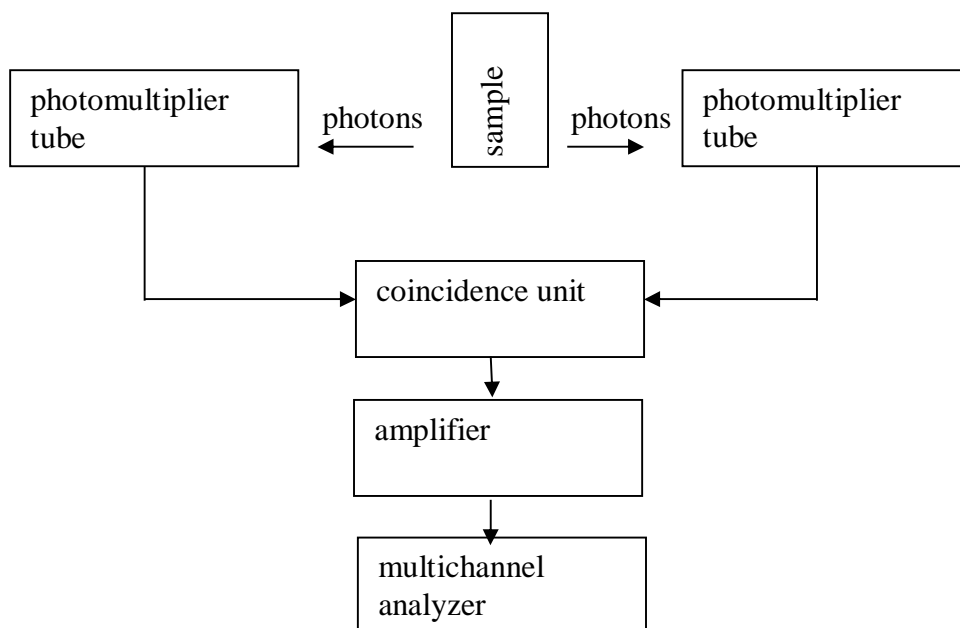 photomultiplier
tube
photons
sample
photons
photomultiplier
tube
coincidence unit
amplifier
multichannel
analyzer